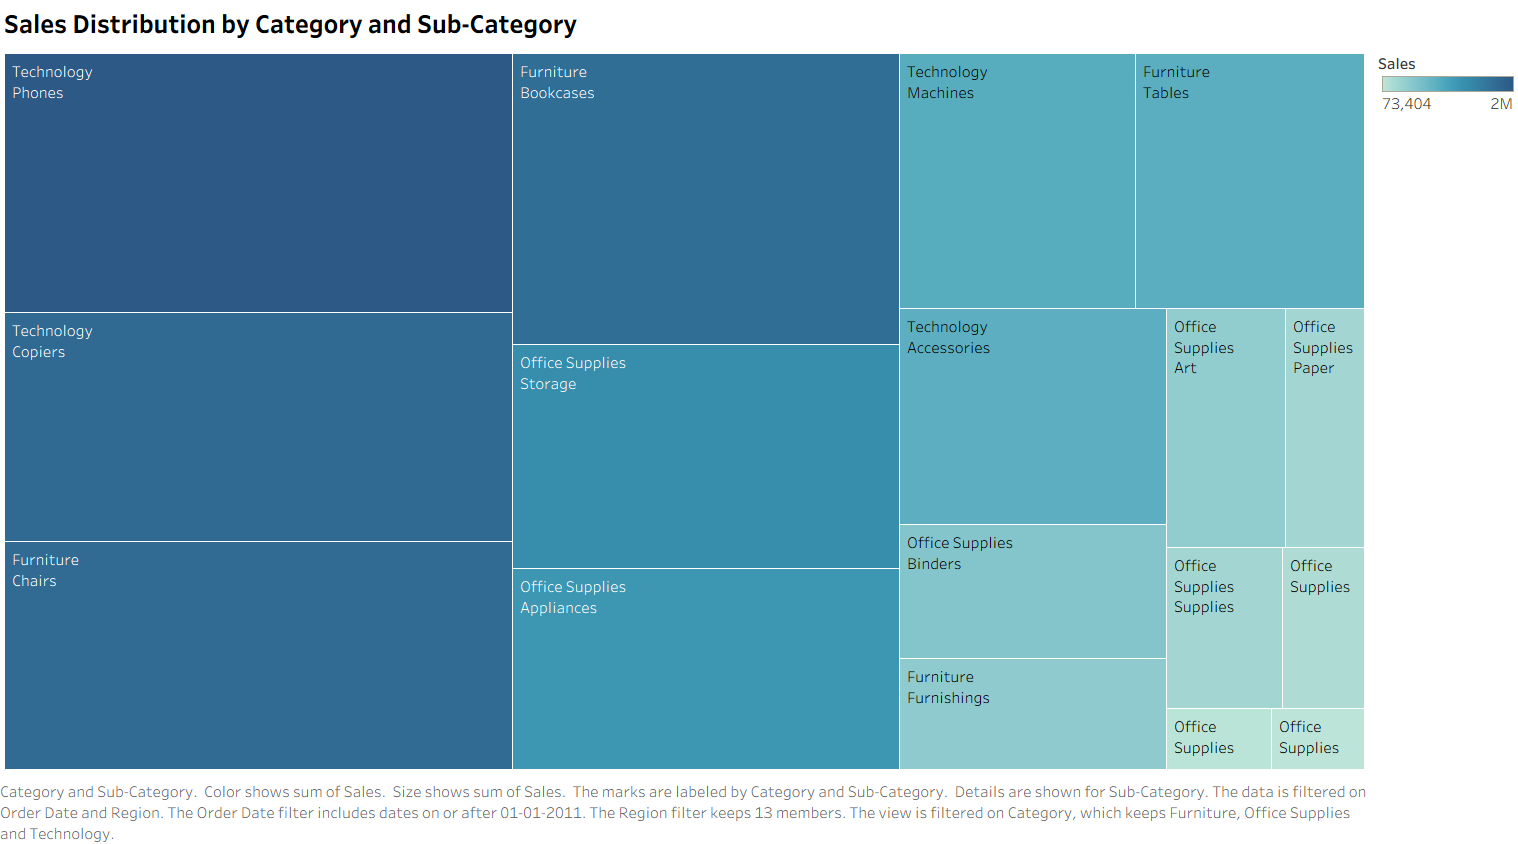 Sales Distribution by Category and Sub-Category
Technology
Phones
Technology
Copiers
Furniture
Chairs
Furniture
Bookcases
Office Supplies
Storage
Office Supplies
Appliances
Technology
Machines
Furniture
Tables
Technology
Accessories
Office Supplies
Binders
Furniture
Furnishings
Office
Supplies
Art
Office
Supplies
Paper
Office
Supplies
Supplies
Office
Supplies
Office
Supplies
Office
Supplies
Sales
73,404 2M
Category and Sub-Category. Color shows sum of Sales. Size shows sum of Sales. The marks are labeled by Category and Sub-Category. Details are shown for Sub-Category. The data is filtered on
Order Date and Region. The Order Date filter includes dates on or after 01-01-2011. The Region filter keeps 13 members. The view is filtered on Category, which keeps Furniture, Office Supplies
and Technology.